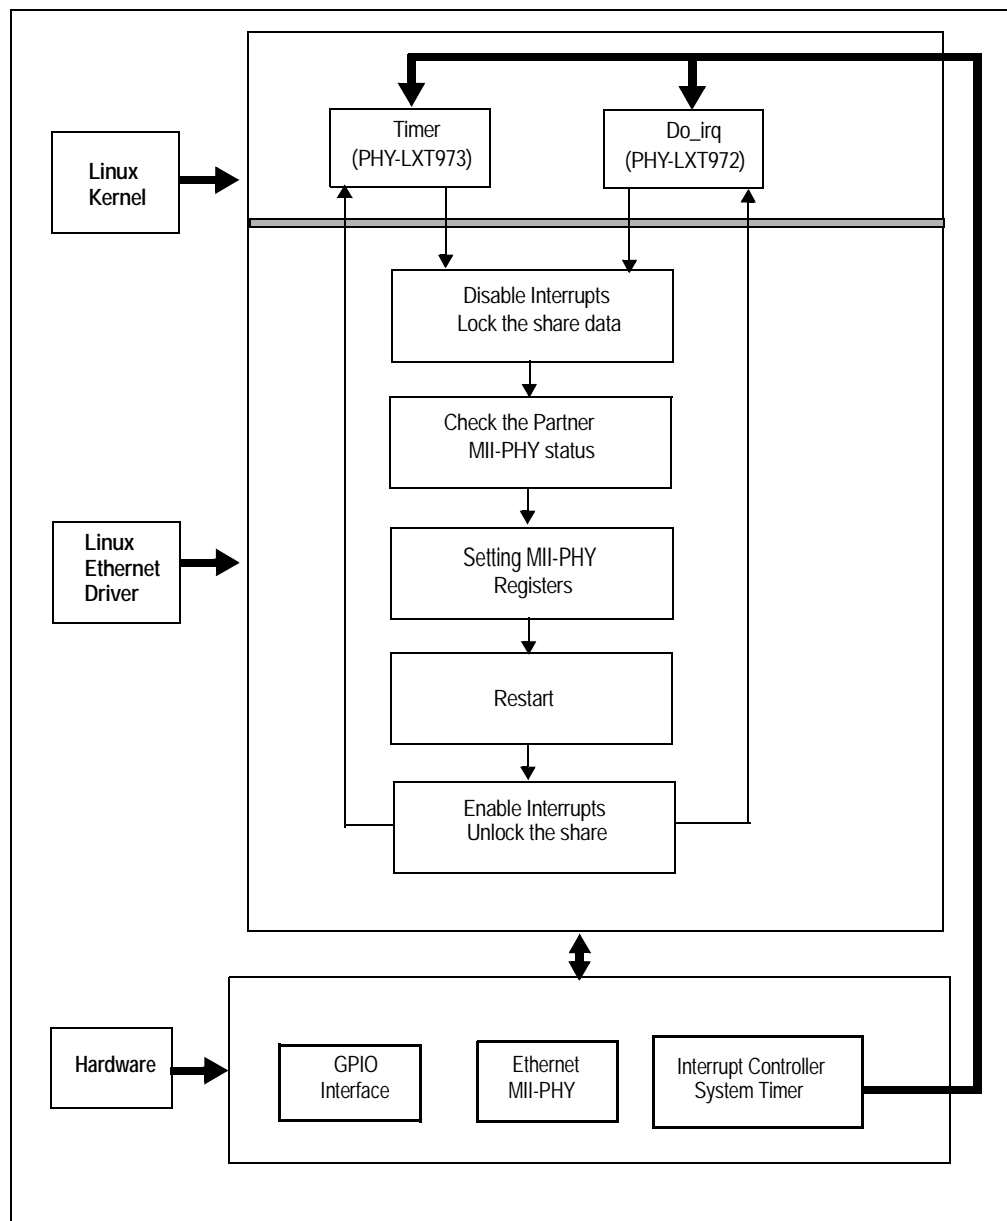 Timer
(PHY-LXT973)
Do_irq
(PHY-LXT972)
Linux
Kernel
Disable Interrupts
Lock the share data
Check the Partner
MII-PHY status
Linux
Ethernet
Driver
Setting MII-PHY
Registers
Restart
Enable Interrupts
Unlock the share
Hardware
GPIO
Interface
Ethernet
MII-PHY
Interrupt Controller
System Timer